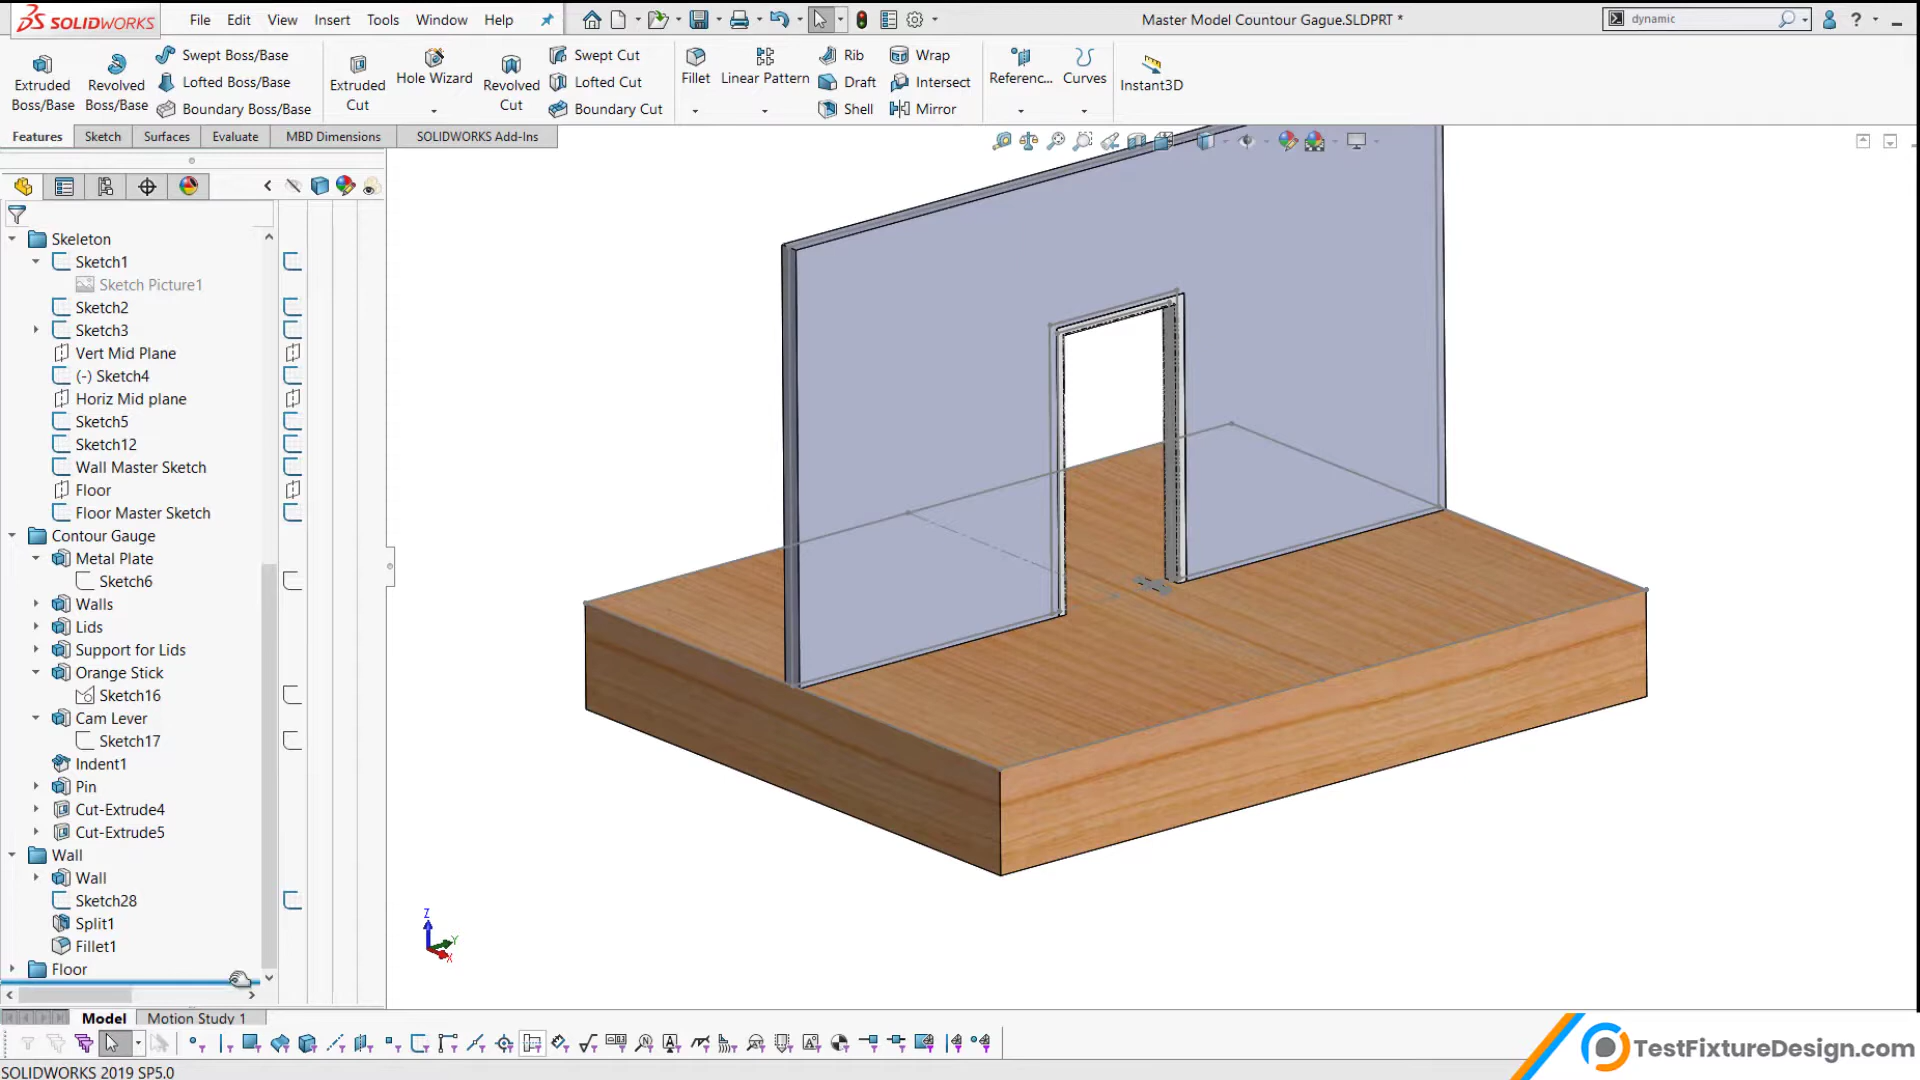 SOLIDWORKS
File Edit View Insert Tools Window Help
Master Model Countour Gague.SLDPRT *
dynamic
Extruded Boss/Base
Revolved Boss/Base
Swept Boss/Base
Lofted Boss/Base
Boundary Boss/Base
Extruded Cut
Hole Wizard
Revolved Cut
Swept Cut
Lofted Cut
Boundary Cut
Fillet
Linear Pattern
Rib
Draft
Shell
Wrap
Intersect
Mirror
Referenc...
Curves
Instant3D
Features Sketch Surfaces Evaluate MBD Dimensions SOLIDWORKS Add-Ins
Skeleton
Sketch1
Sketch Picture1
Sketch2
Sketch3
Vert Mid Plane
(-) Sketch4
Horiz Mid plane
Sketch5
Sketch12
Wall Master Sketch
Floor
Floor Master Sketch
Contour Gauge
Metal Plate
Sketch6
Walls
Lids
Support for Lids
Orange Stick
Sketch16
Cam Lever
Sketch17
Indent1
Pin
Cut-Extrude4
Cut-Extrude5
Wall
Wall
Sketch28
Split1
Fillet1
Floor
Z
Y
X
Model Motion Study 1
TestFixtureDesign.com
SOLIDWORKS 2019 SP5.0